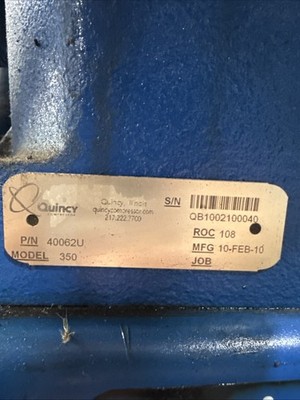 Quincy
COMPRESSOR
Quincy, Illinois
quincycompressor.com
217.222.7700
S/N
QB1002100040
P/N 40062U
MODEL 350
ROC 108
MFG 10-FEB-10
JOB